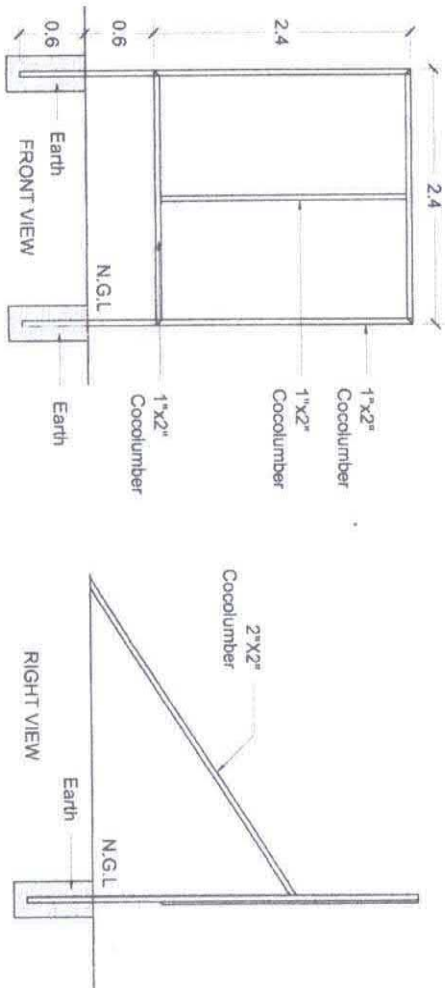 2.4
2.4
0.6
0.6
1"x2"
Cocolumber
1"x2"
Cocolumber
1"x2"
Cocolumber
N.G.L
Earth
Earth
FRONT VIEW
2"X2"
Cocolumber
N.G.L
Earth
RIGHT VIEW